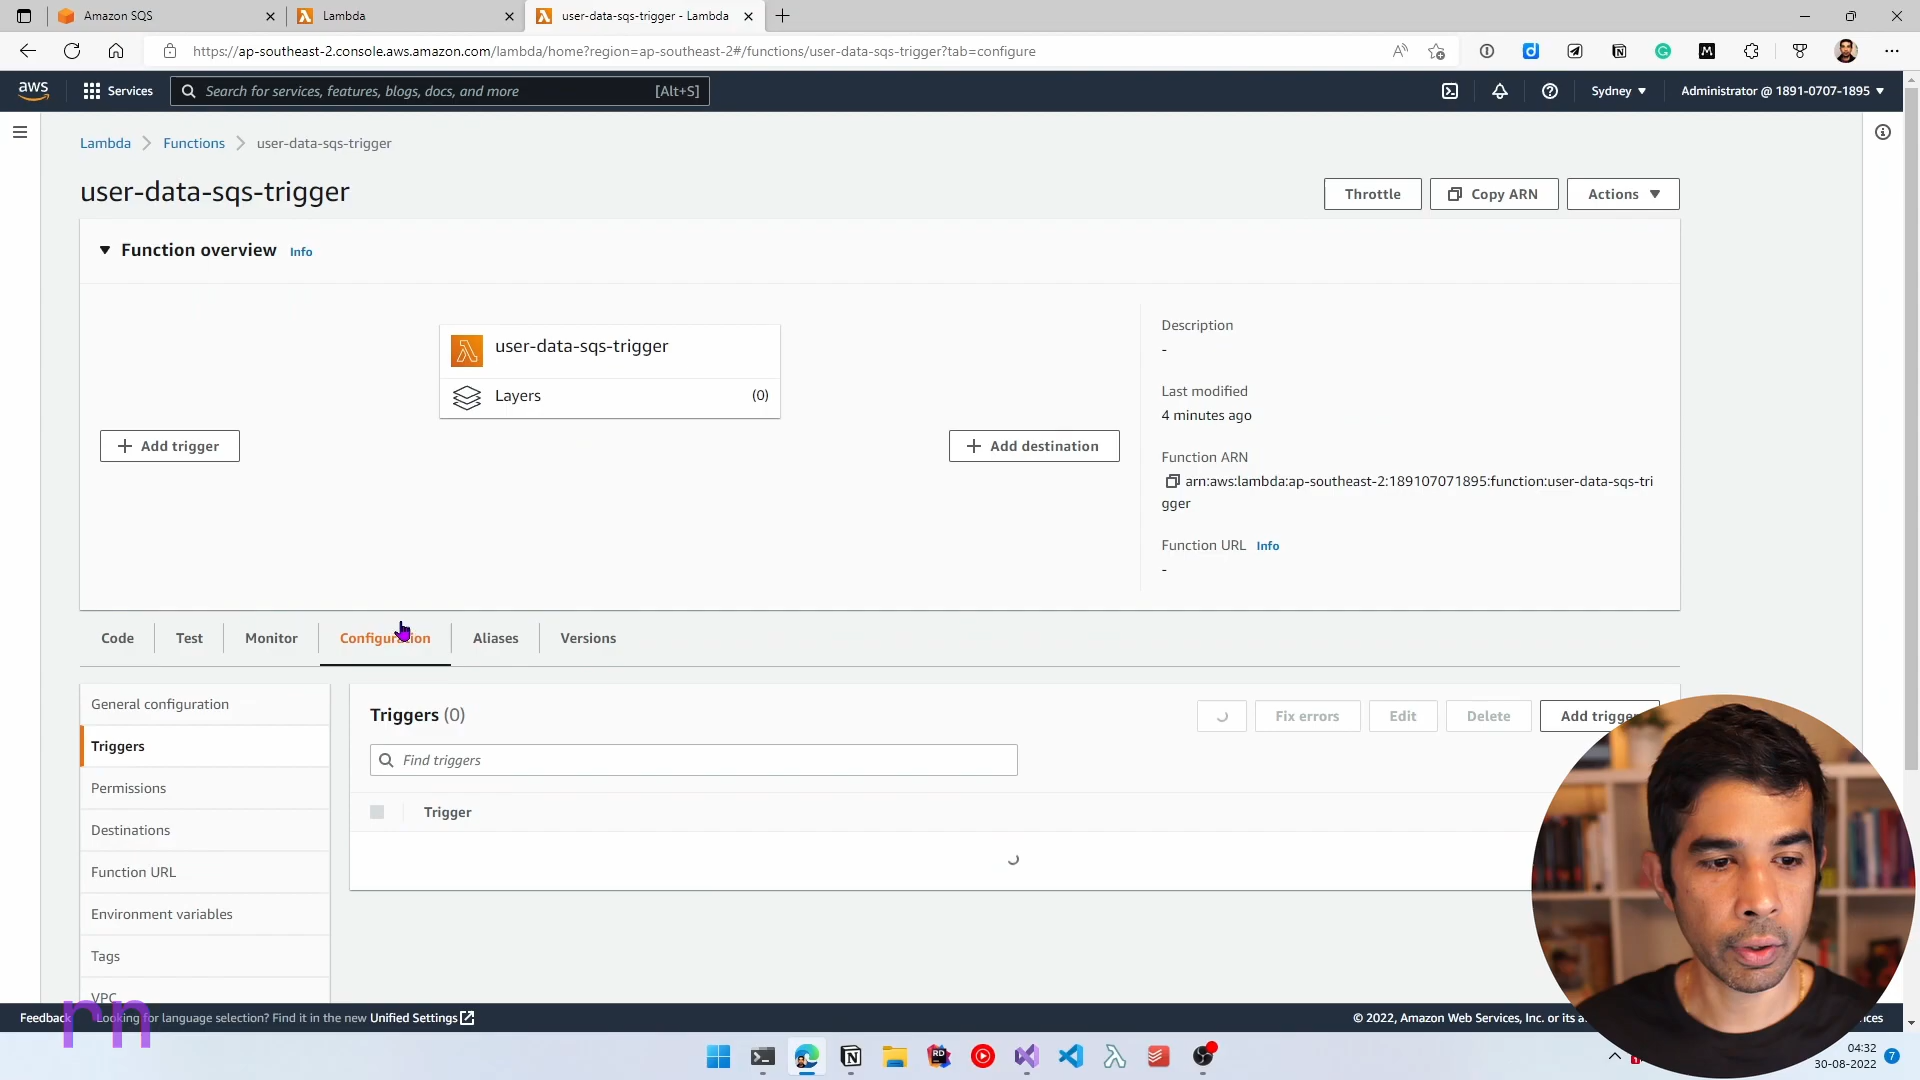 Amazon SQS
Lambda
user-data-sqs-trigger - Lambda
https://ap-southeast-2.console.aws.amazon.com/lambda/home?region=ap-southeast-2#/functions/user-data-sqs-trigger?tab=configure
aws
Services
Search for services, features, blogs, docs, and more
[Alt+S]
Sydney
Administrator @ 1891-0707-1895
Lambda
Functions
user-data-sqs-trigger
user-data-sqs-trigger
Throttle
Copy ARN
Actions
Function overview
Info
user-data-sqs-trigger
Layers
(0)
Add trigger
Add destination
Description
-
Last modified
4 minutes ago
Function ARN
arn:aws:lambda:ap-southeast-2:189107071895:function:user-data-sqs-tri
gger
Function URL
Info
-
Code
Test
Monitor
Configuration
Aliases
Versions
General configuration
Triggers
Permissions
Destinations
Function URL
Environment variables
Tags
VPC
Triggers (0)
Fix errors
Edit
Delete
Add trigger
Find triggers
Trigger
Feedback
Looking for language selection? Find it in the new Unified Settings
© 2022, Amazon Web Services, Inc. or its
rn
04:32
30-08-2022
7